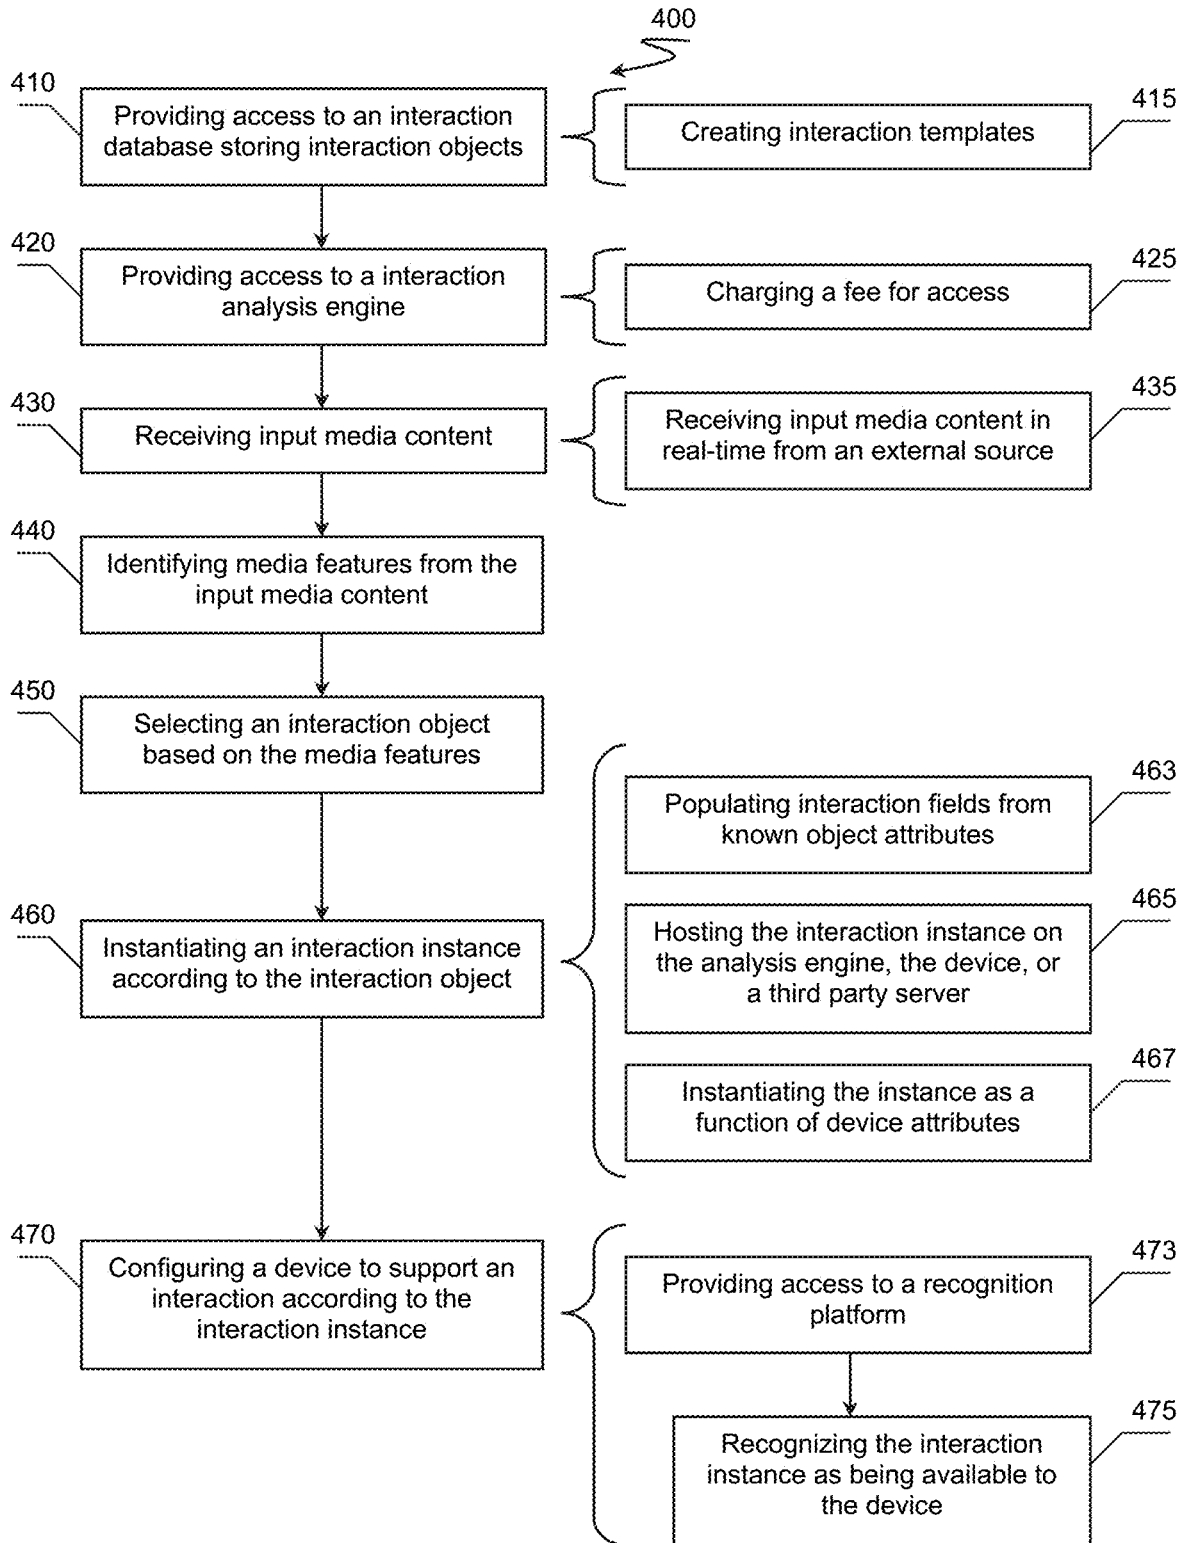 400
410
Providing access to an interaction
database storing interaction objects
415
Creating interaction templates
420
Providing access to a interaction
analysis engine
425
Charging a fee for access
430
Receiving input media content
435
Receiving input media content in
real-time from an external source
440
Identifying media features from the
input media content
450
Selecting an interaction object
based on the media features
460
Instantiating an interaction instance
according to the interaction object
463
Populating interaction fields from
known object attributes
465
Hosting the interaction instance on
the analysis engine, the device, or
a third party server
467
Instantiating the instance as a
function of device attributes
470
Configuring a device to support an
interaction according to the
interaction instance
473
Providing access to a recognition
platform
475
Recognizing the interaction
instance as being available to
the device